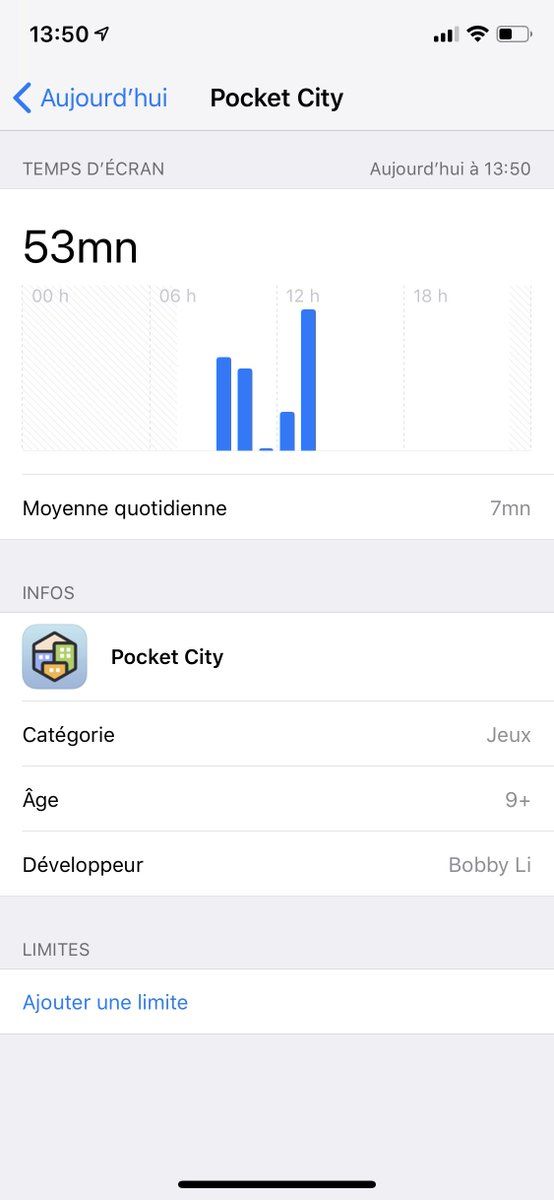 13:50
Aujourd’hui Pocket City
TEMPS D’ÉCRAN Aujourd’hui à 13:50
53mn
00 h 06 h 12 h 18 h
Moyenne quotidienne 7mn
INFOS
Pocket City
Catégorie Jeux
Âge 9+
Développeur Bobby Li
LIMITES
Ajouter une limite